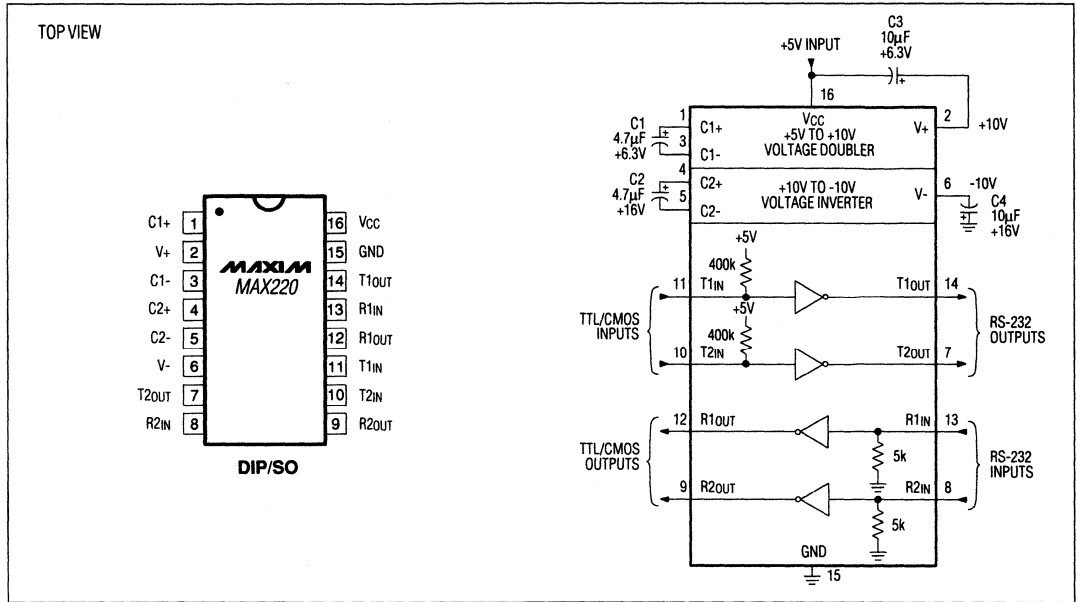 TOP VIEW
C1+ 1
V+ 2
C1- 3
C2+ 4
C2- 5
V- 6
T2OUT 7
R2IN 8
16 VCC
15 GND
14 T1OUT
13 R1IN
12 R1OUT
11 T1IN
10 T2IN
9 R2OUT
MAXIM
MAX220
DIP/SO
+5V INPUT
C3
10µF
+6.3V
16
1
C1
4.7µF
+6.3V
3
C1+
C1-
VCC
+5V TO +10V
VOLTAGE DOUBLER
V+
2
+10V
4
C2
4.7µF
+16V
5
C2+
C2-
+10V TO -10V
VOLTAGE INVERTER
V-
6
-10V
C4
10µF
+16V
+5V
400k
11 T1IN
T1OUT 14
+5V
400k
TTL/CMOS
INPUTS
10 T2IN
T2OUT 7
RS-232
OUTPUTS
12 R1OUT
R1IN 13
5k
TTL/CMOS
OUTPUTS
9 R2OUT
R2IN 8
5k
RS-232
INPUTS
GND
15